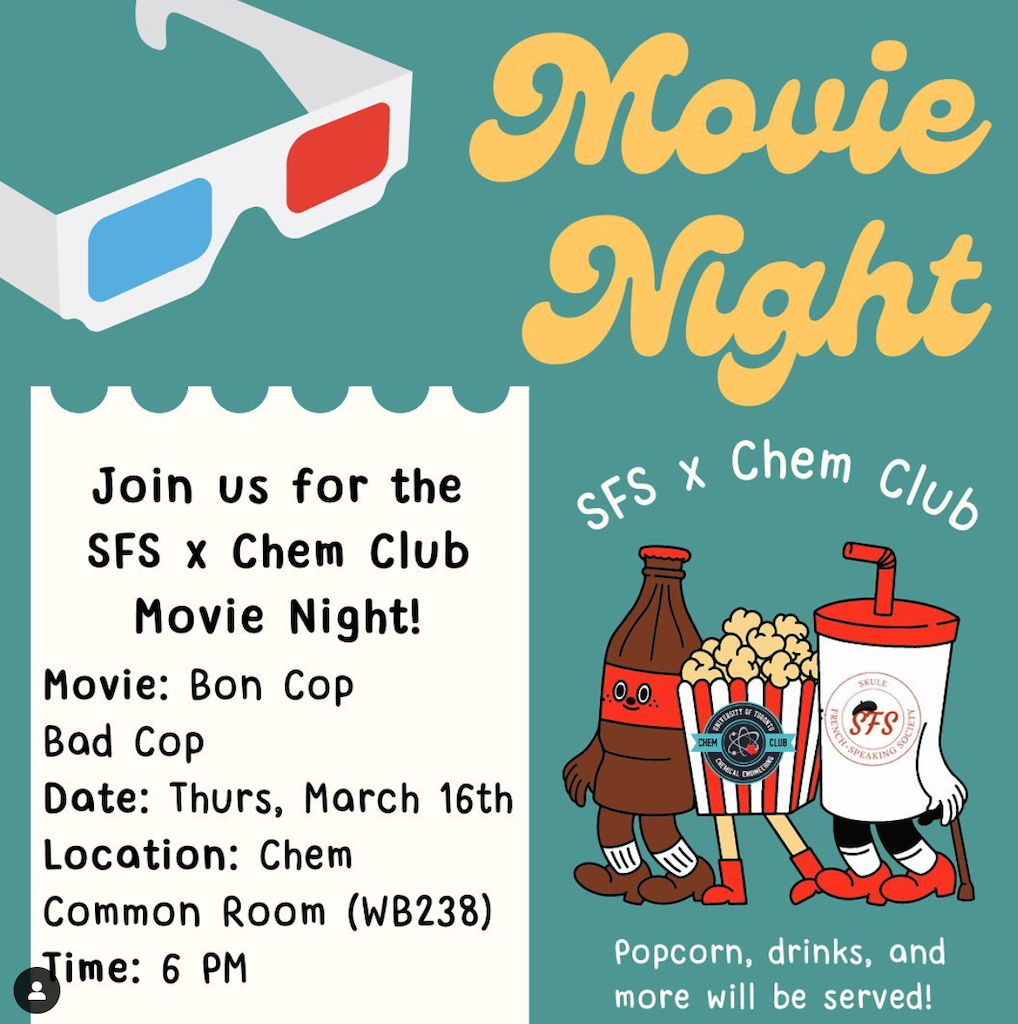 Movie
Night
Join us for the
SFS x Chem Club
Movie Night!
Movie: Bon Cop
Bad Cop
Date: Thurs, March 16th
Location: Chem
Common Room (WB238)
Time: 6 PM
SFS x Chem Club
UNIVERSITY OF TORONTO
CHEM CLUB
CHEMICAL ENGINEERING
SKULE
SFS
FRENCH-SPEAKING SOCIETY
Popcorn, drinks, and
more will be served!